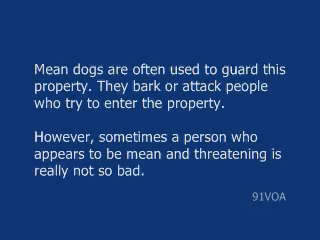 Mean dogs are often used to guard this
property. They bark or attack people
who try to enter the property.
However, sometimes a person who
appears to be mean and threatening is
really not so bad.
91VOA